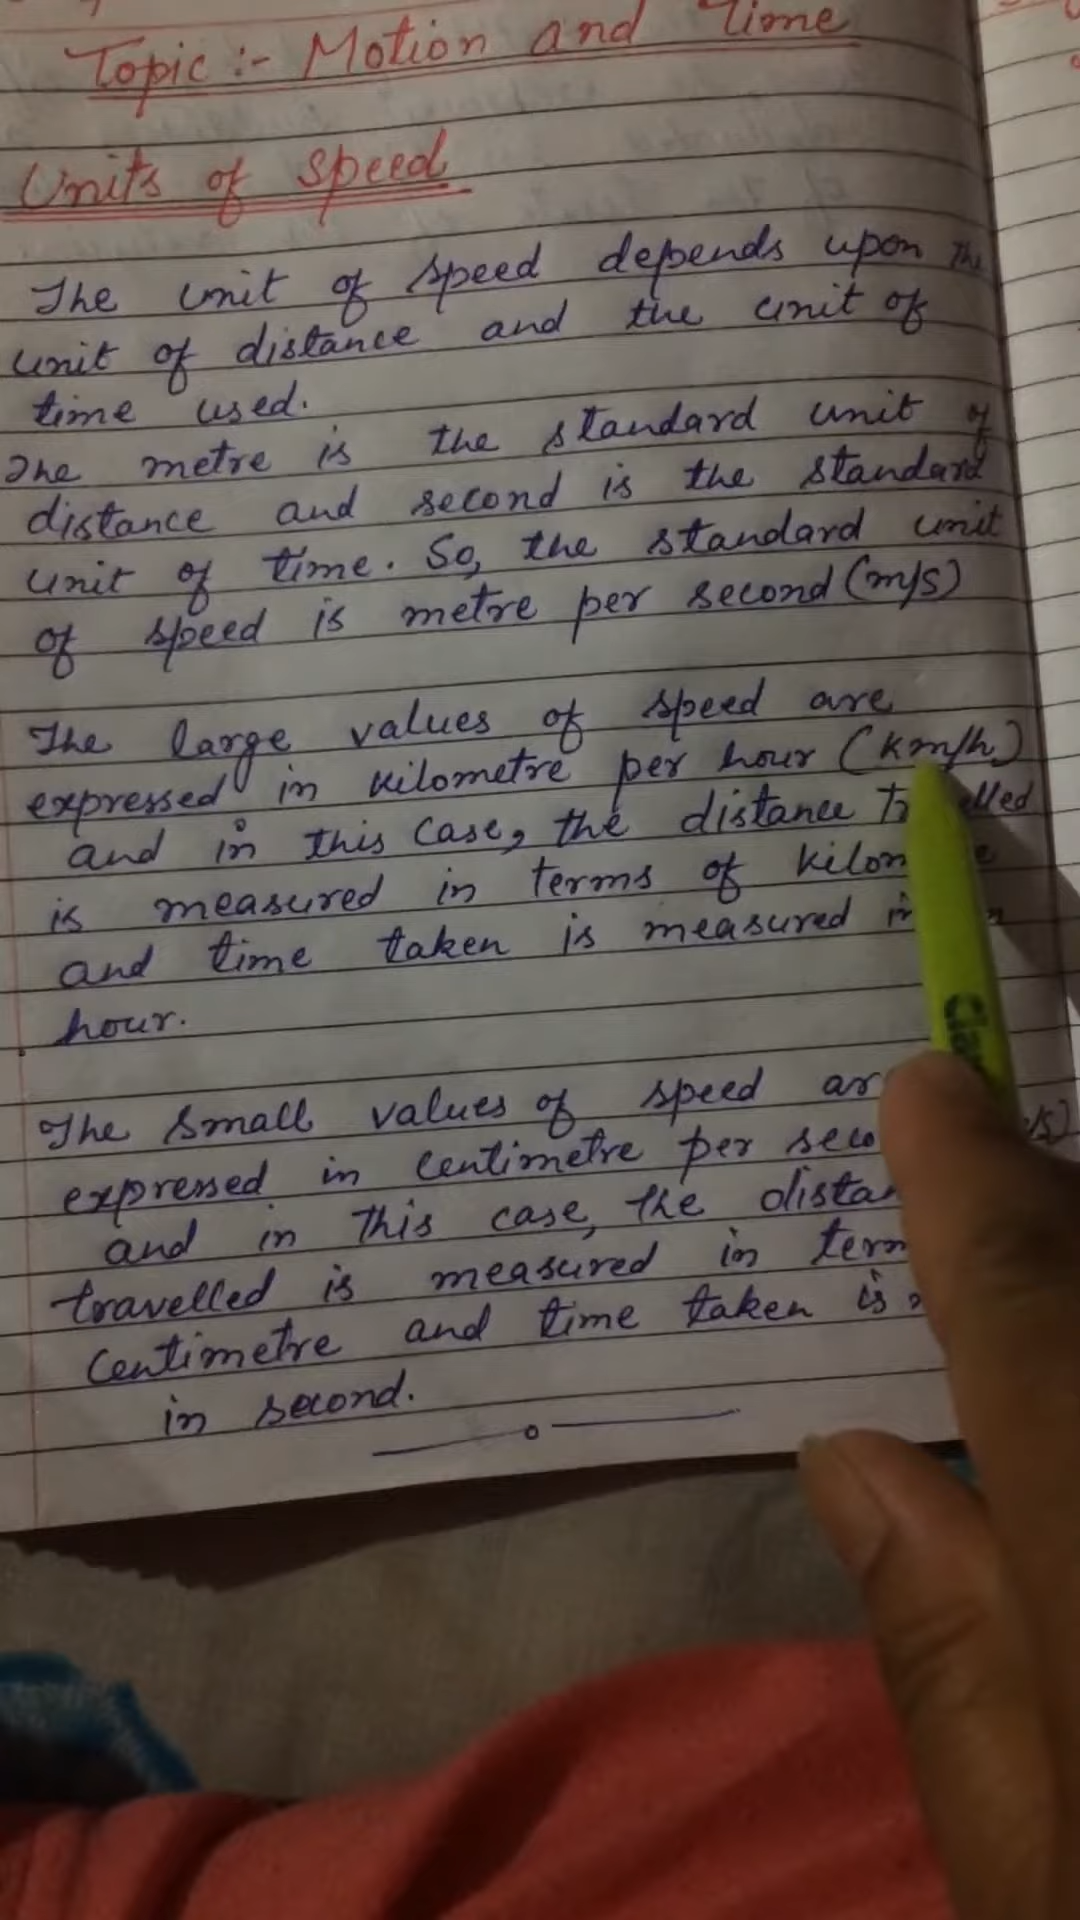 Topic :- Motion and Time
Units of Speed
The unit of speed depends upon the
unit of distance and the unit of
time used.
The metre is the standard unit of
distance and second is the standard
unit of time. So, the standard unit
of speed is metre per second (m/s)
The large values of speed are
expressed in kilometre per hour (km/h)
and in this case, the distance
is measured in terms of
and time taken is measured
hour.
The small values of speed
expressed in centimetre per
and in this case, the
travelled is measured in
centimetre and time taken is
in second.